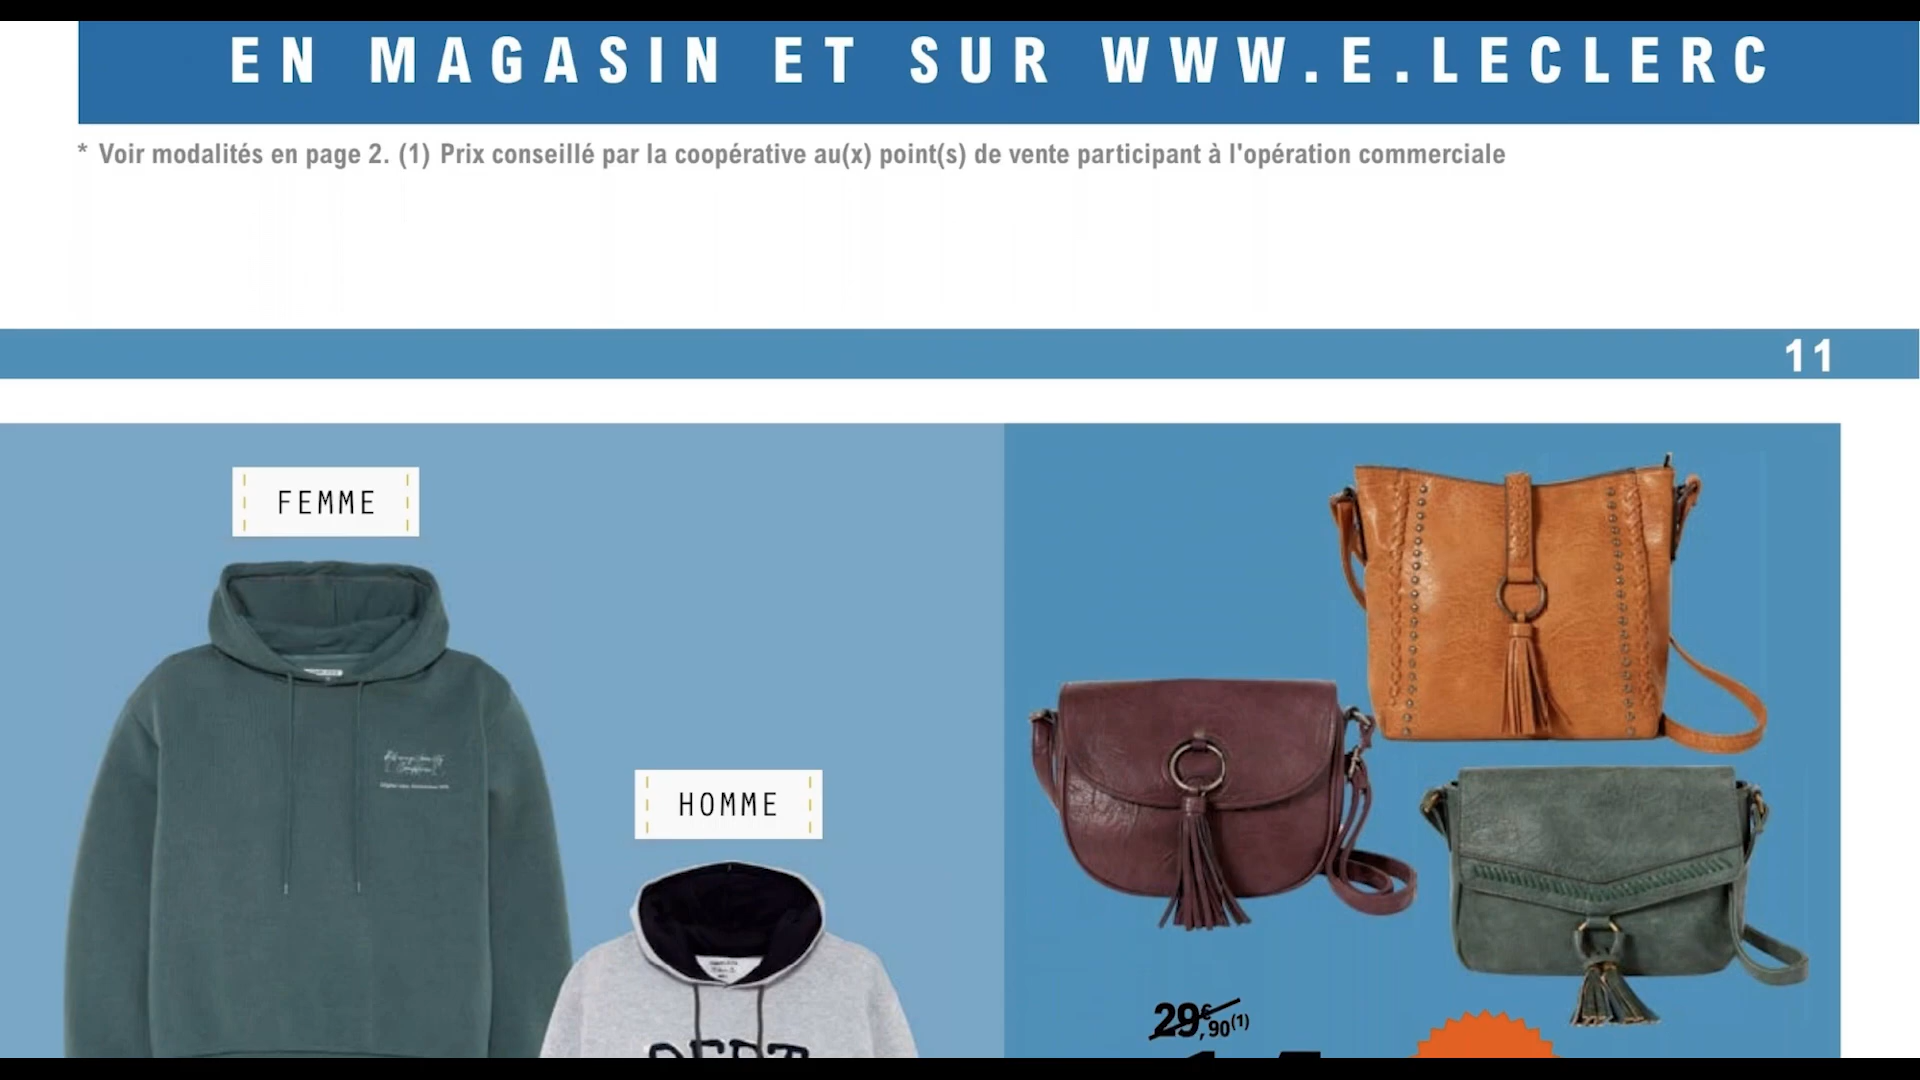 EN MAGASIN ET SUR WWW.E.LECLERC
* Voir modalités en page 2. (1) Prix conseillé par la coopérative au(x) point(s) de vente participant à l'opération commerciale
11
FEMME
HOMME
29€,90(1)